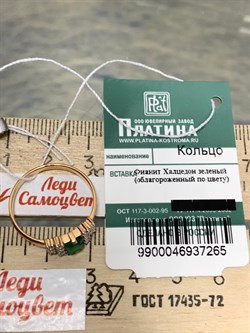 Plat
ООО ЮВЕЛИРНЫЙ ЗАВОД
ПЛАТИНА
WWW.PLATINA-KOSTROMA.RU
НАИМЕНОВАНИЕ Кольцо
ВСТАВКА Фианит Халцедон зеленый
(облагороженный по цвету)
ОСТ 117-3-002-95
9900046937265
Леди
Самоцвет
Леди
Самоцвет
ГОСТ 17435-72